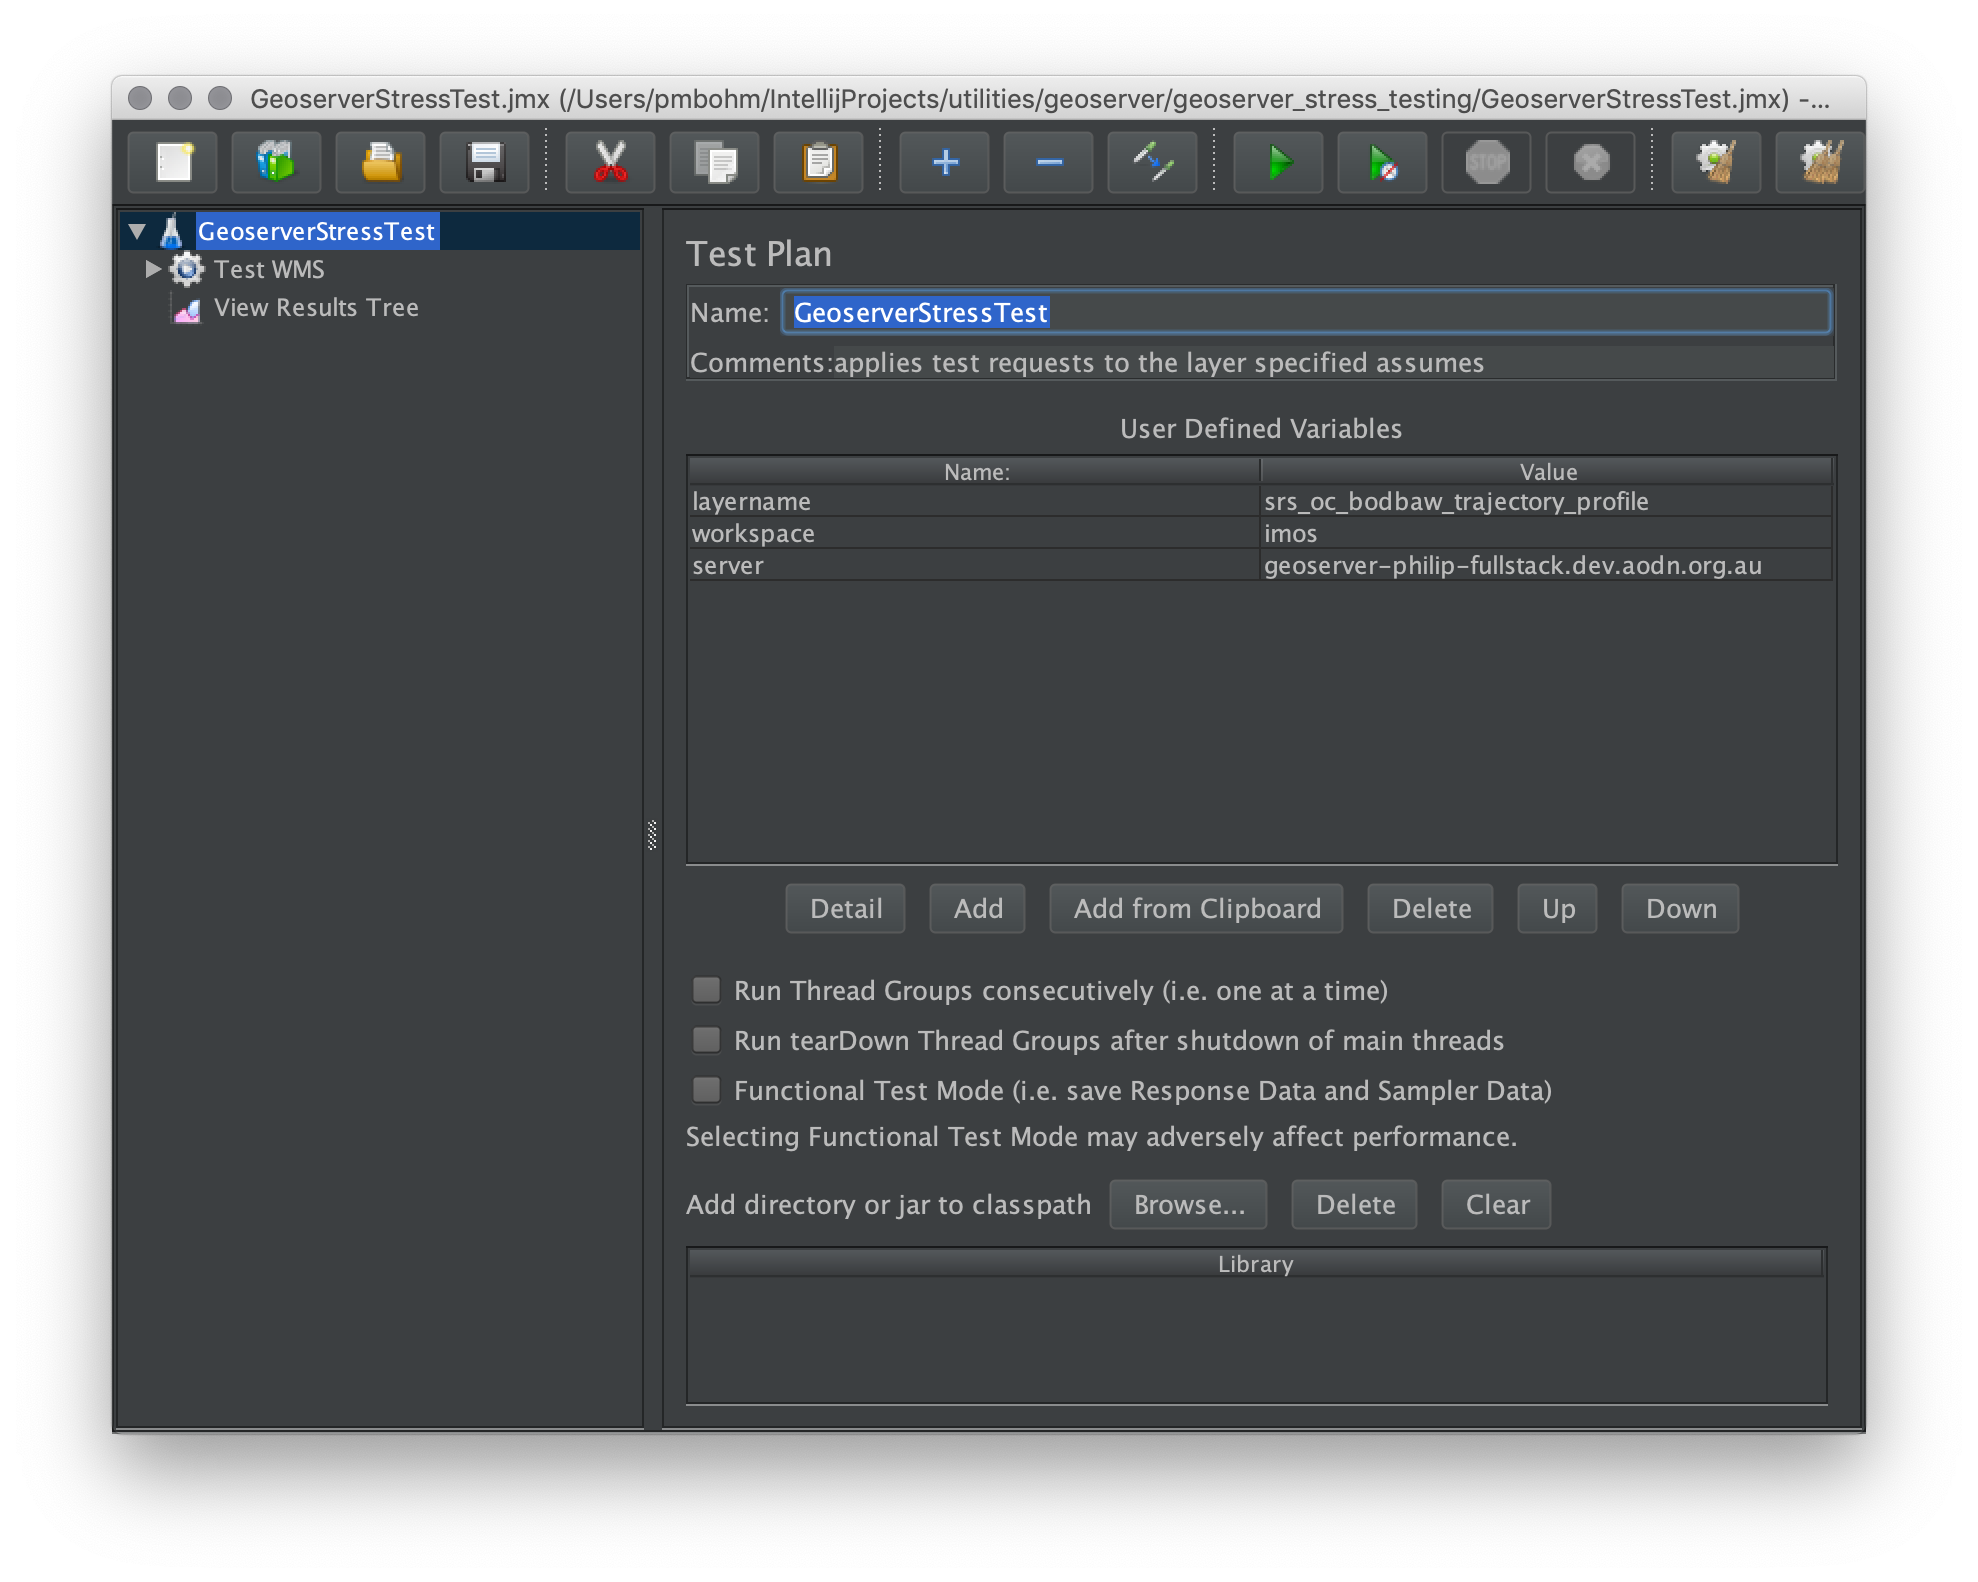 GeoserverStressTest.jmx (/Users/pmbohm/IntellijProjects/utilities/geoserver/geoserver_stress_testing/GeoserverStressTest.jmx) -...
STOP
GeoserverStressTest
Test WMS
View Results Tree
Test Plan
Name: GeoserverStressTest
Comments: applies test requests to the layer specified assumes
User Defined Variables
Name: Value
layername srs_oc_bodbaw_trajectory_profile
workspace imos
server geoserver-philip-fullstack.dev.aodn.org.au
Detail Add Add from Clipboard Delete Up Down
Run Thread Groups consecutively (i.e. one at a time)
Run tearDown Thread Groups after shutdown of main threads
Functional Test Mode (i.e. save Response Data and Sampler Data)
Selecting Functional Test Mode may adversely affect performance.
Add directory or jar to classpath Browse... Delete Clear
Library